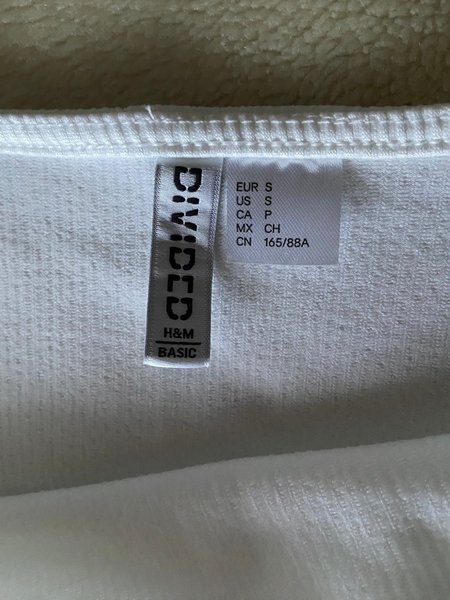 DIVIDED
H&M
BASIC
EUR S
US S
CA P
MX CH
CN 165/88A